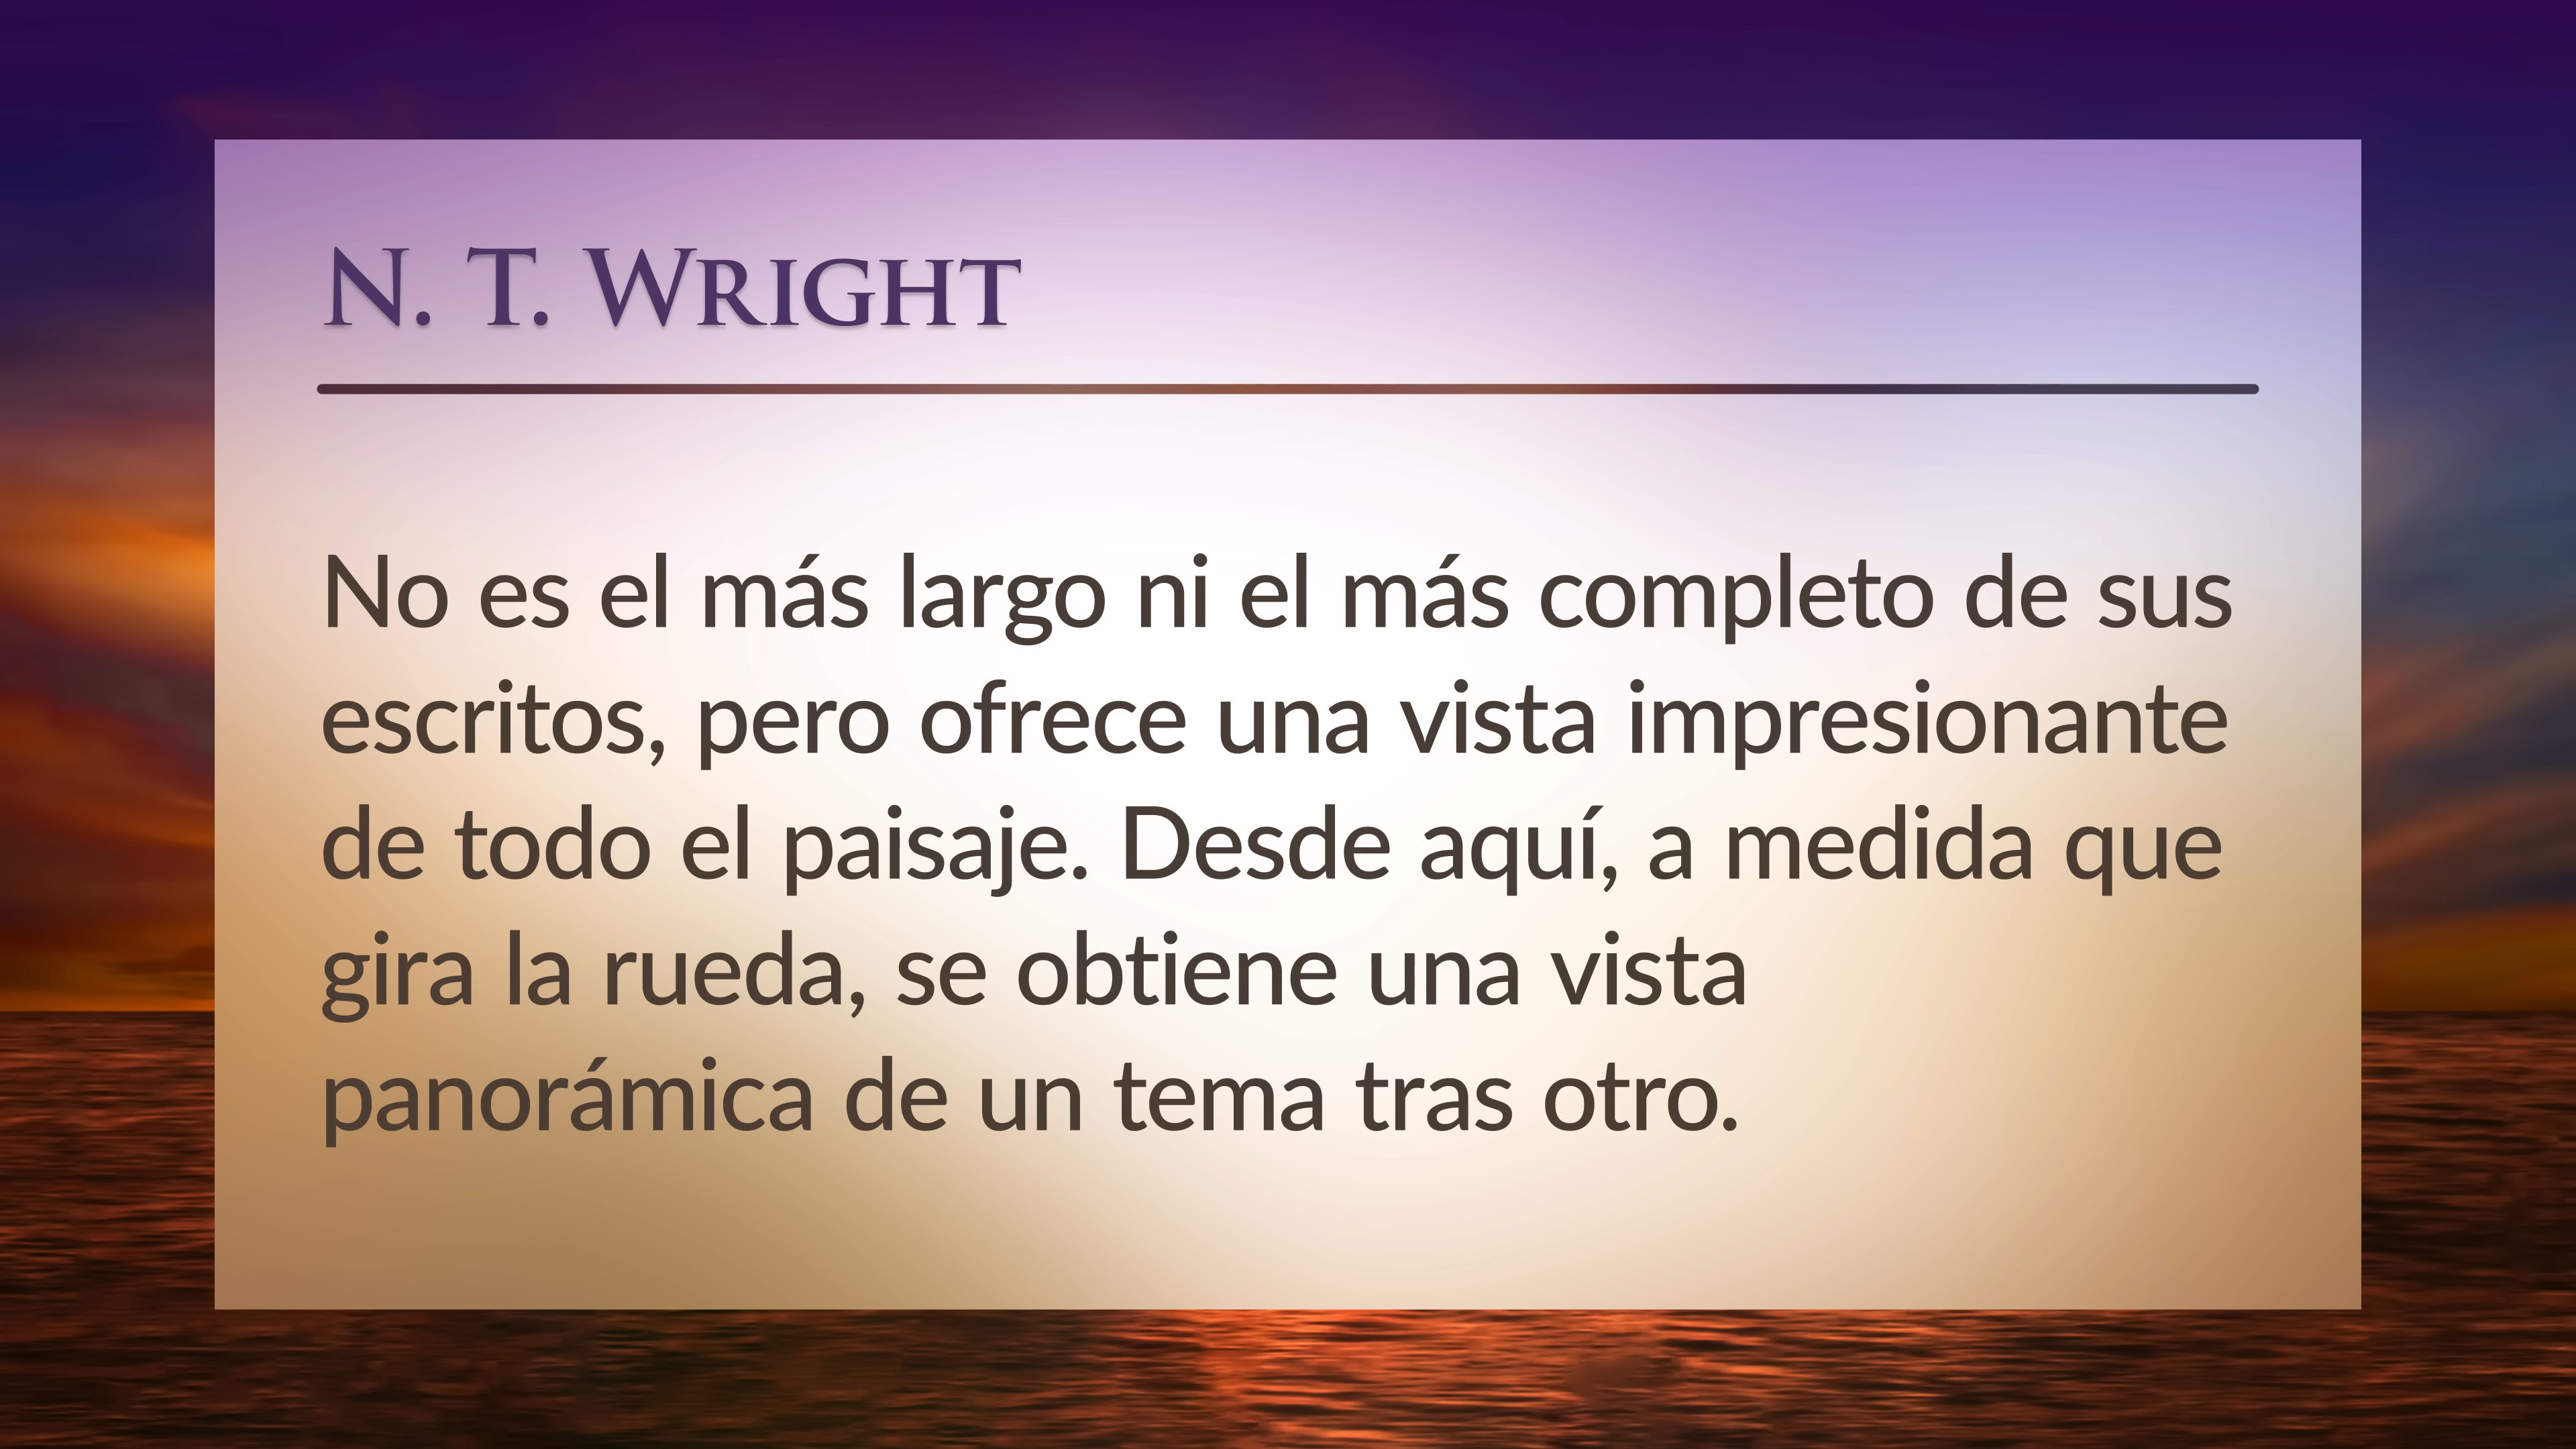 N. T. Wright
No es el más largo ni el más completo de sus
escritos, pero ofrece una vista impresionante
de todo el paisaje. Desde aquí, a medida que
gira la rueda, se obtiene una vista
panorámica de un tema tras otro.